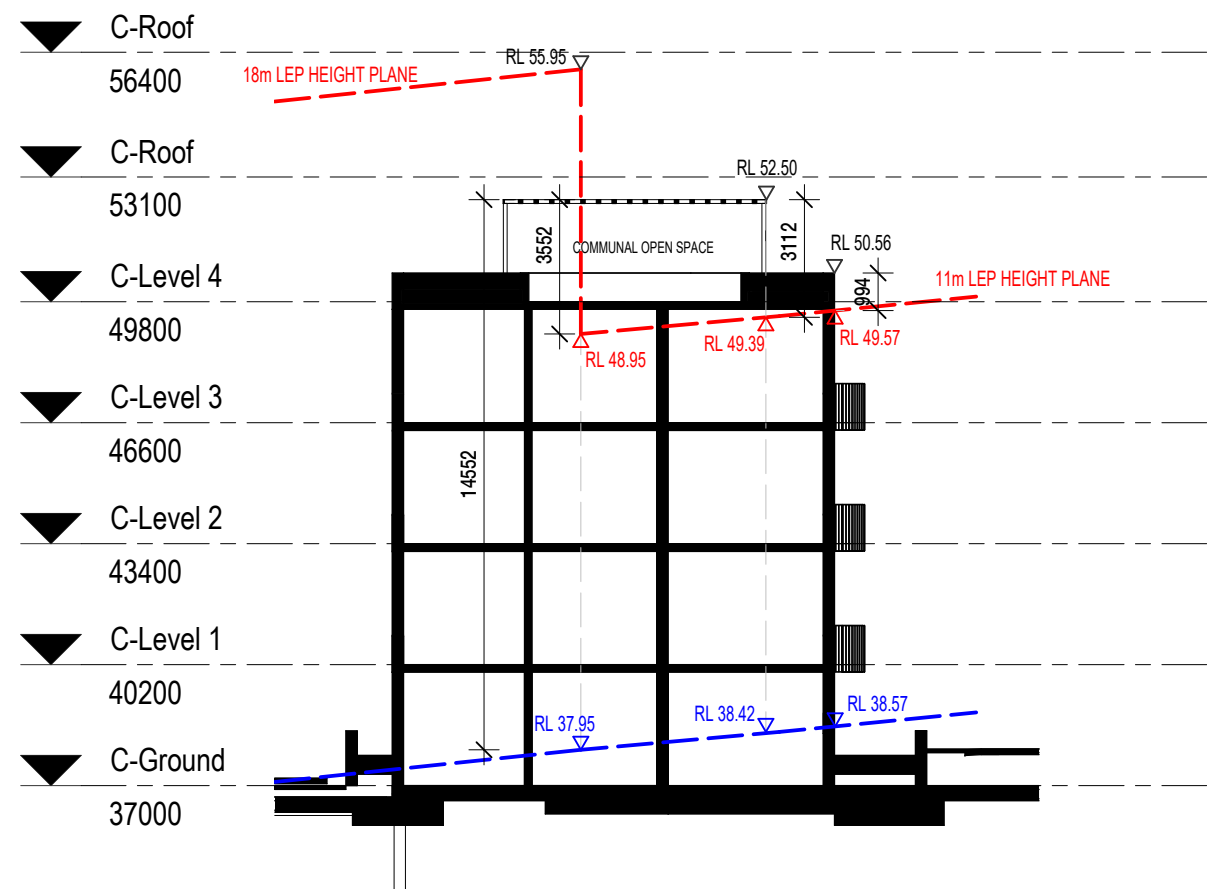 C-Roof
56400
18m LEP HEIGHT PLANE
RL 55.95
C-Roof
53100
RL 52.50
3552
3112
COMMUNAL OPEN SPACE
RL 50.56
994
C-Level 4
49800
11m LEP HEIGHT PLANE
RL 48.95
RL 49.39
RL 49.57
C-Level 3
46600
14552
C-Level 2
43400
C-Level 1
40200
RL 37.95
RL 38.42
RL 38.57
C-Ground
37000